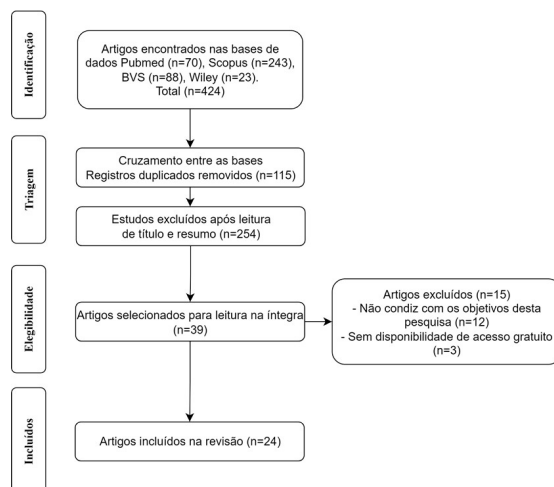 Identificação
Artigos encontrados nas bases de
dados Pubmed (n=70), Scopus (n=243),
BVS (n=88), Wiley (n=23).
Total (n=424)
Triagem
Cruzamento entre as bases
Registros duplicados removidos (n=115)
Estudos excluídos após leitura
de título e resumo (n=254)
Elegibilidade
Artigos selecionados para leitura na íntegra
(n=39)
Artigos excluídos (n=15)
- Não condiz com os objetivos desta
pesquisa (n=12)
- Sem disponibilidade de acesso gratuito
(n=3)
Incluídos
Artigos incluídos na revisão (n=24)